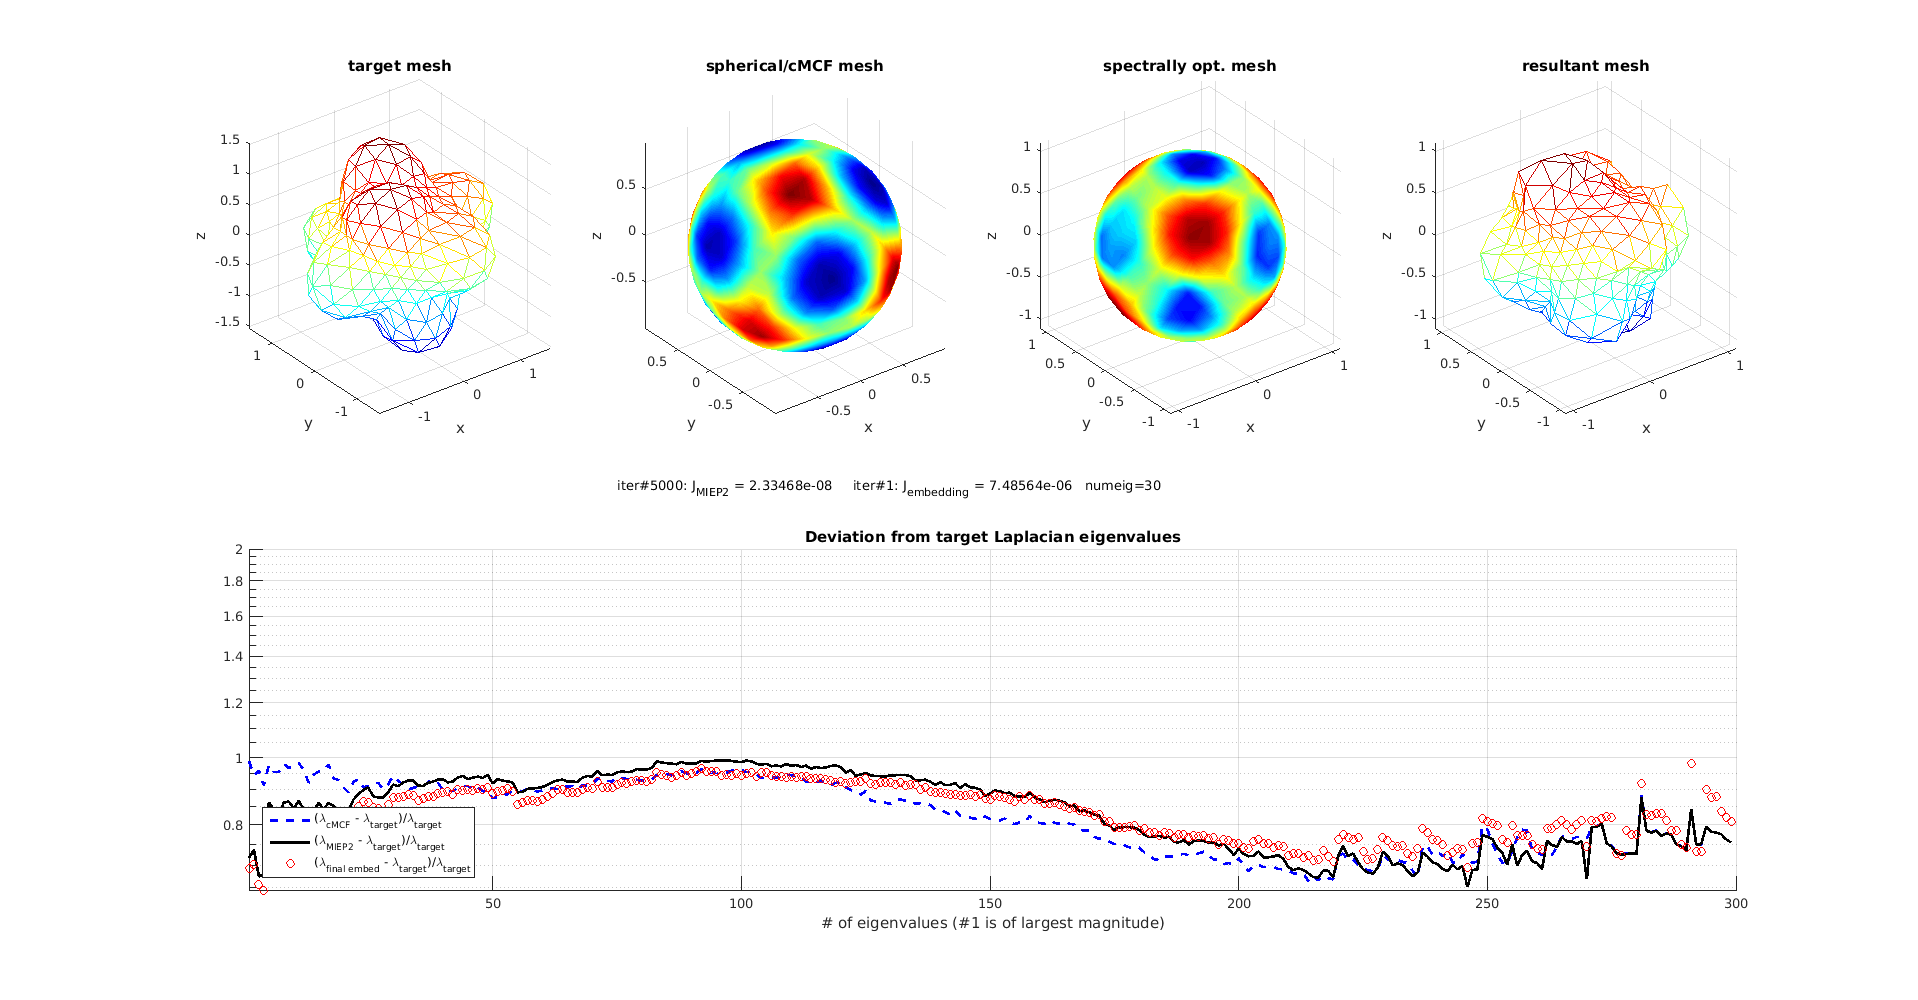 target mesh
spherical/cMCF mesh
spectrally opt. mesh
resultant mesh
1.5
1
0.5
0
-0.5
-1
-1.5
z
1
0
-1
y
-1
0
1
x
0.5
0
-0.5
z
0.5
0
-0.5
y
-0.5
0
0.5
x
1
0.5
0
-0.5
-1
z
1
0.5
0
-0.5
-1
y
-1
0
1
x
1
0.5
0
-0.5
-1
z
1
0.5
0
-0.5
-1
y
-1
0
1
x
iter#5000: J_MIEP2 = 2.33468e-08 iter#1: J_embedding = 7.48564e-06 numeig=30
Deviation from target Laplacian eigenvalues
2
1.8
1.6
1.4
1.2
1
0.8
(λ_cMCF - λ_target)/λ_target
(λ_MIEP2 - λ_target)/λ_target
(λ_final embed - λ_target)/λ_target
50
100
150
200
250
300
# of eigenvalues (#1 is of largest magnitude)